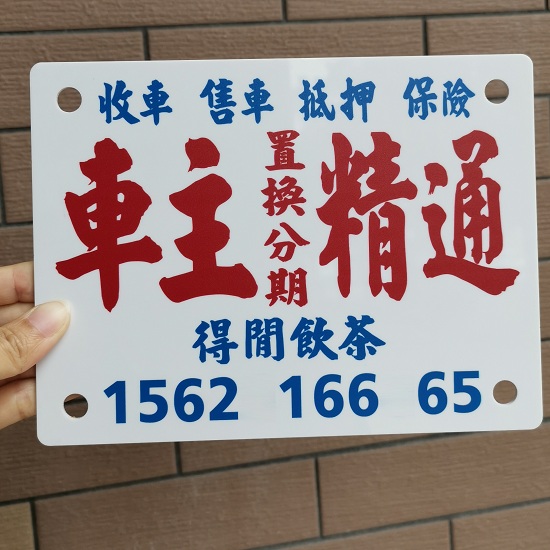 收車 售車 抵押 保險
車主 置換分期 精通
得閒飲茶
1562 166 65